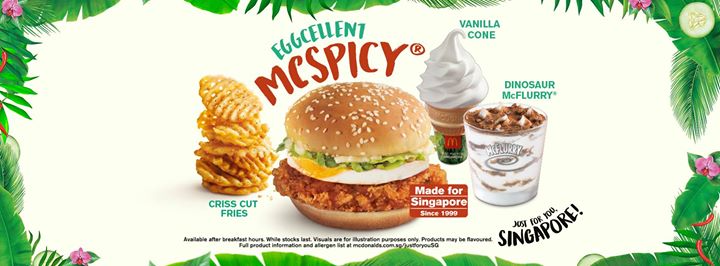 EGGCELLENT
MCSPICY®
VANILLA
CONE
DINOSAUR
McFLURRY®
McFLURRY
CRISS CUT
FRIES
Made for
Singapore
Since 1999
JUST FOR YOU,
SINGAPORE!
Available after breakfast hours. While stocks last. Visuals are for illustration purposes only. Products may be flavoured.
Full product information and allergen list at mcdonalds.com.sg/justforyouSG